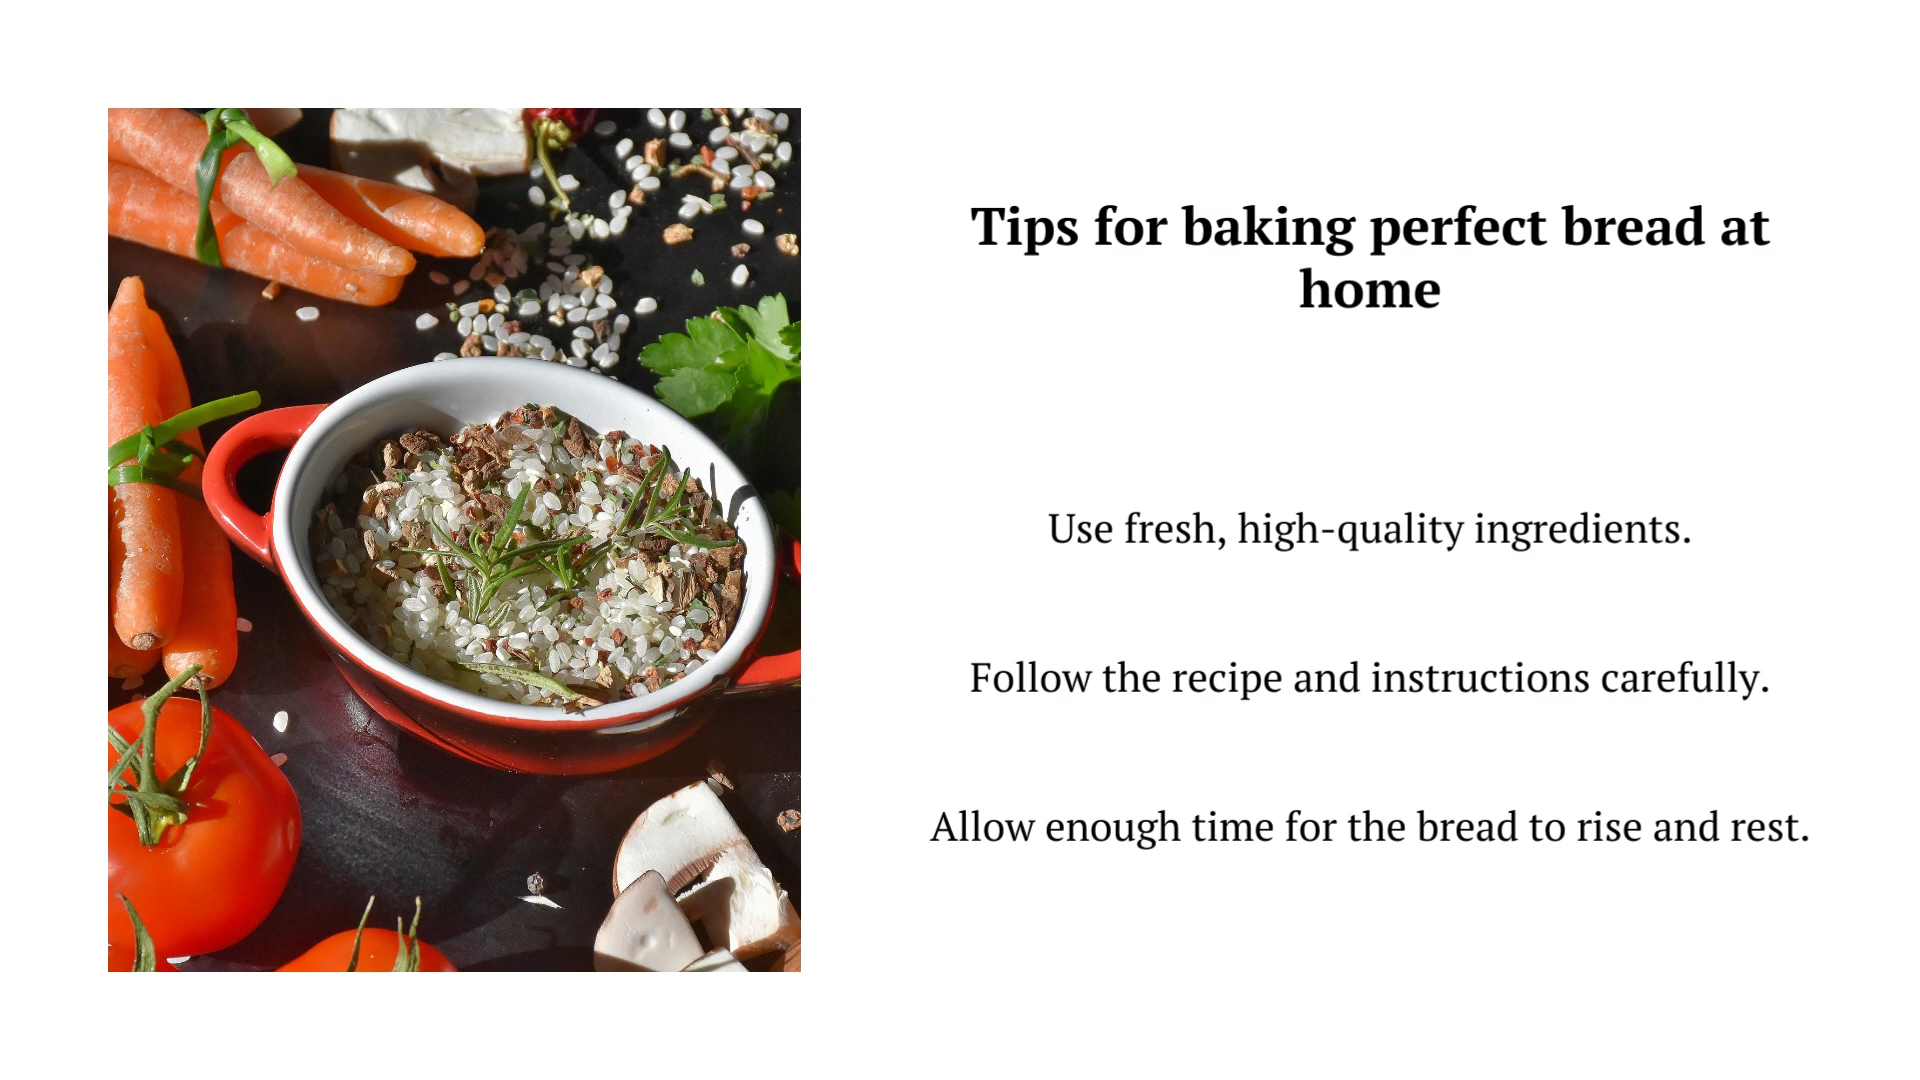 Tips for baking perfect bread at
home
Use fresh, high-quality ingredients.
Follow the recipe and instructions carefully.
Allow enough time for the bread to rise and rest.